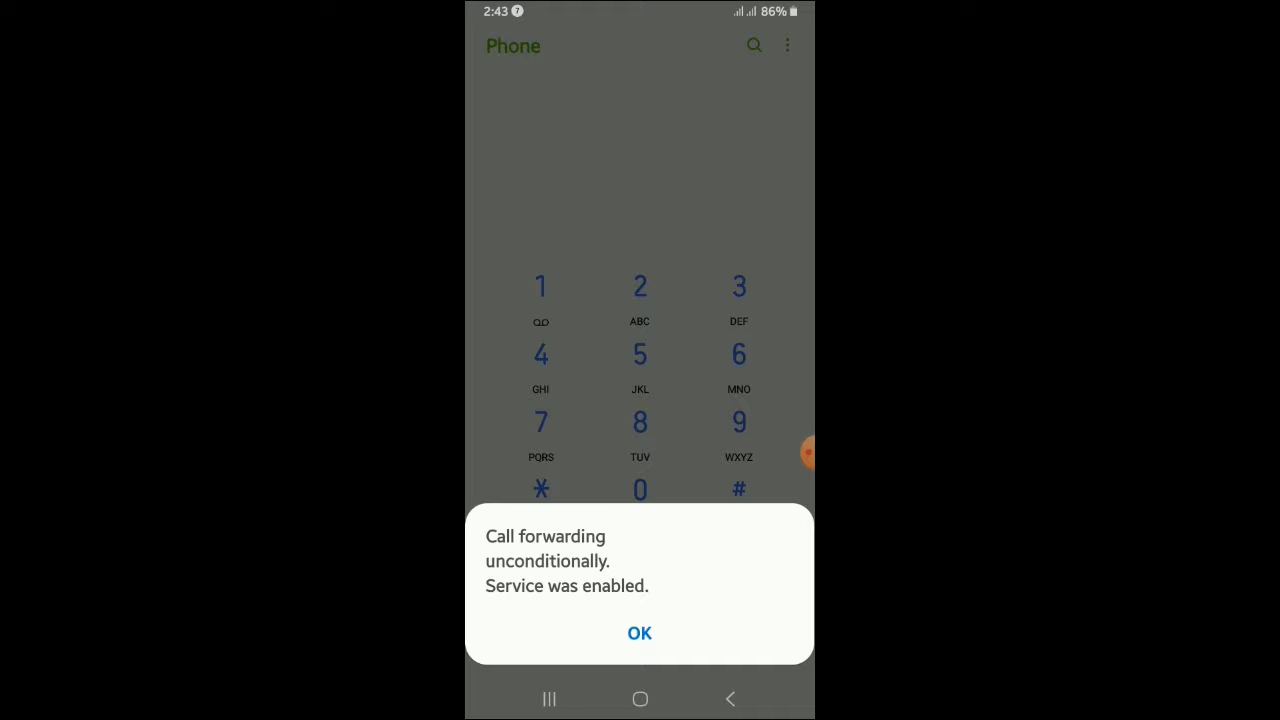 2:43 7 86%
Phone
1 2 3
ABC DEF
4 5 6
GHI JKL MNO
7 8 9
PQRS TUV WXYZ
* 0 #
Call forwarding
unconditionally.
Service was enabled.
OK